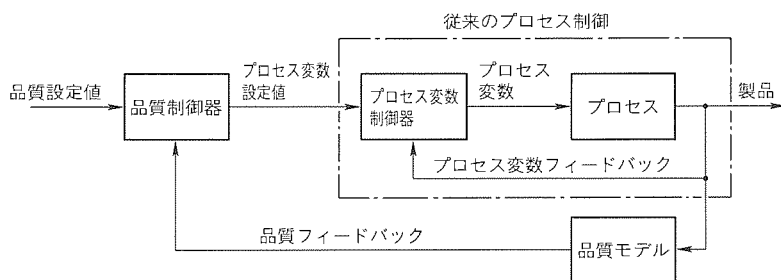 従来のプロセス制御
品質設定値
品質制御器
プロセス変数
設定値
プロセス変数
制御器
プロセス
変数
プロセス
製品
プロセス変数フィードバック
品質フィードバック
品質モデル